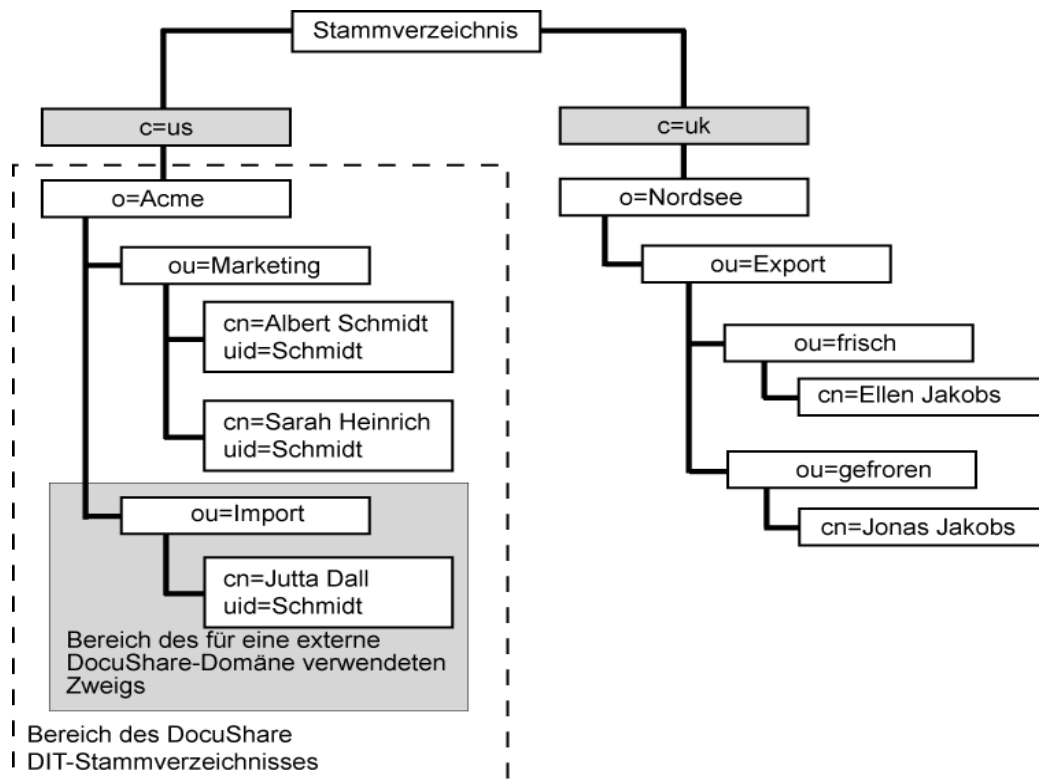 Stammverzeichnis
c=us
c=uk
o=Acme
o=Nordsee
ou=Marketing
ou=Export
cn=Albert Schmidt
uid=Schmidt
ou=frisch
cn=Ellen Jakobs
cn=Sarah Heinrich
uid=Schmidt
ou=gefroren
ou=Import
cn=Jonas Jakobs
cn=Jutta Dall
uid=Schmidt
Bereich des für eine externe
DocuShare-Domäne verwendeten
Zweigs
Bereich des DocuShare
DIT-Stammverzeichnisses